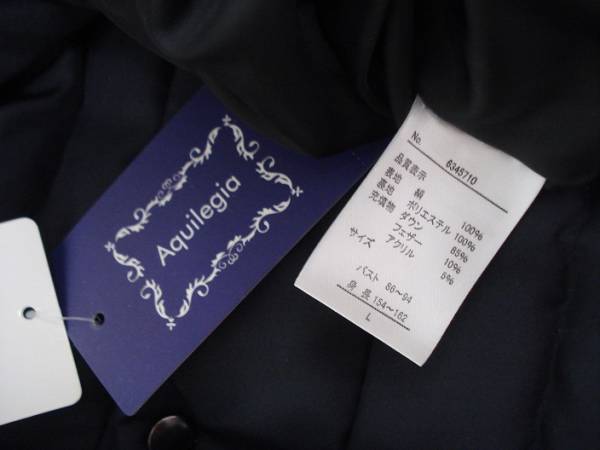 Aquilegia
No. 6345710
品質表示
表地 絹 100%
裏地 ポリエステル 100%
充填物 ダウン 85%
フェザー 10%
アクリル 5%
サイズ
バスト 86~94
身長 154~162
L